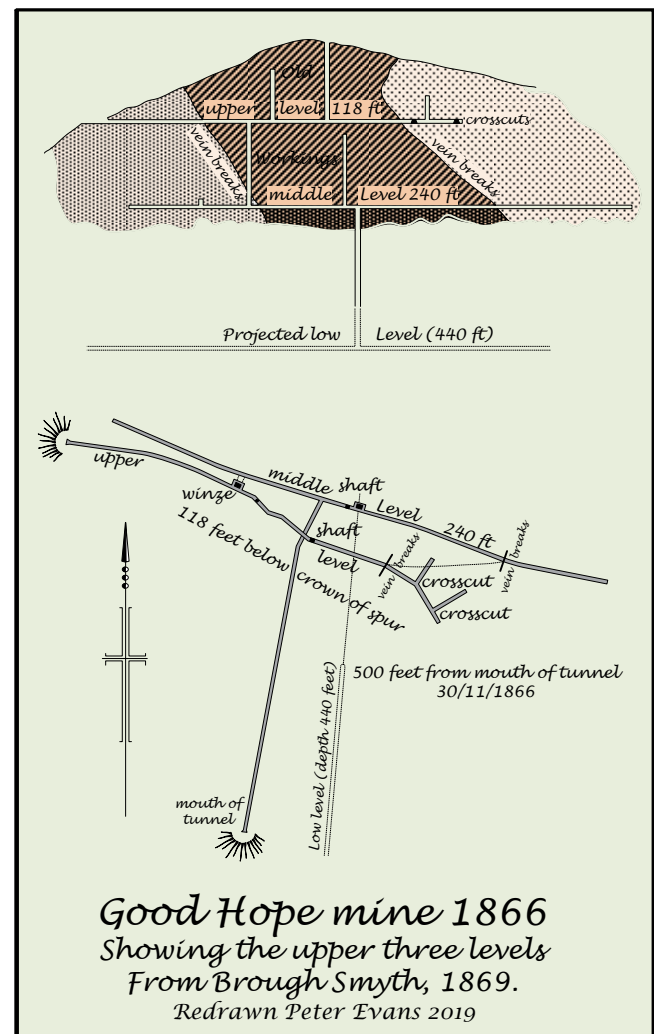 Old
upper level 118 ft
crosscuts
vein breaks
Workings
vein breaks
middle Level 240 ft
Projected low Level (440 ft)
upper
middle shaft Level 240 ft
winze
118 feet below crown of spur
shaft
level
vein breaks
vein breaks
crosscut
crosscut
500 feet from mouth of tunnel
30/11/1866
Low level (depth 440 feet)
mouth of
tunnel
Good Hope mine 1866
Showing the upper three levels
From Brough Smyth, 1869.
Redrawn Peter Evans 2019